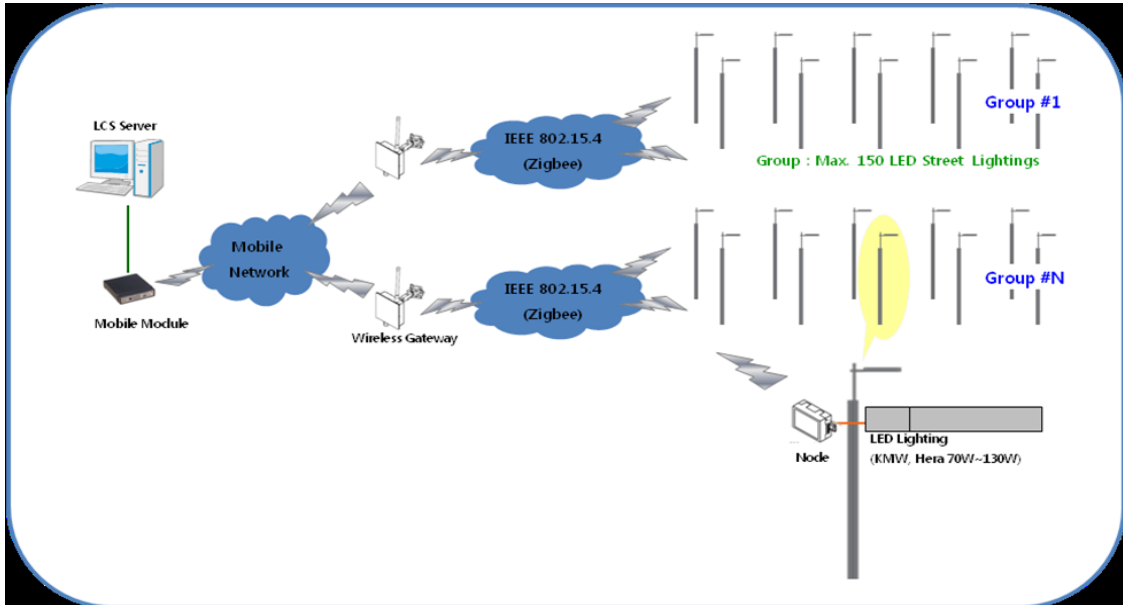 LCS Server
Mobile Module
Mobile
Network
Wireless Gateway
IEEE 802.15.4
(Zigbee)
IEEE 802.15.4
(Zigbee)
Group #1
Group : Max. 150 LED Street Lightings
Group #N
Node
LED Lighting
(KMW, Hera 70W~130W)